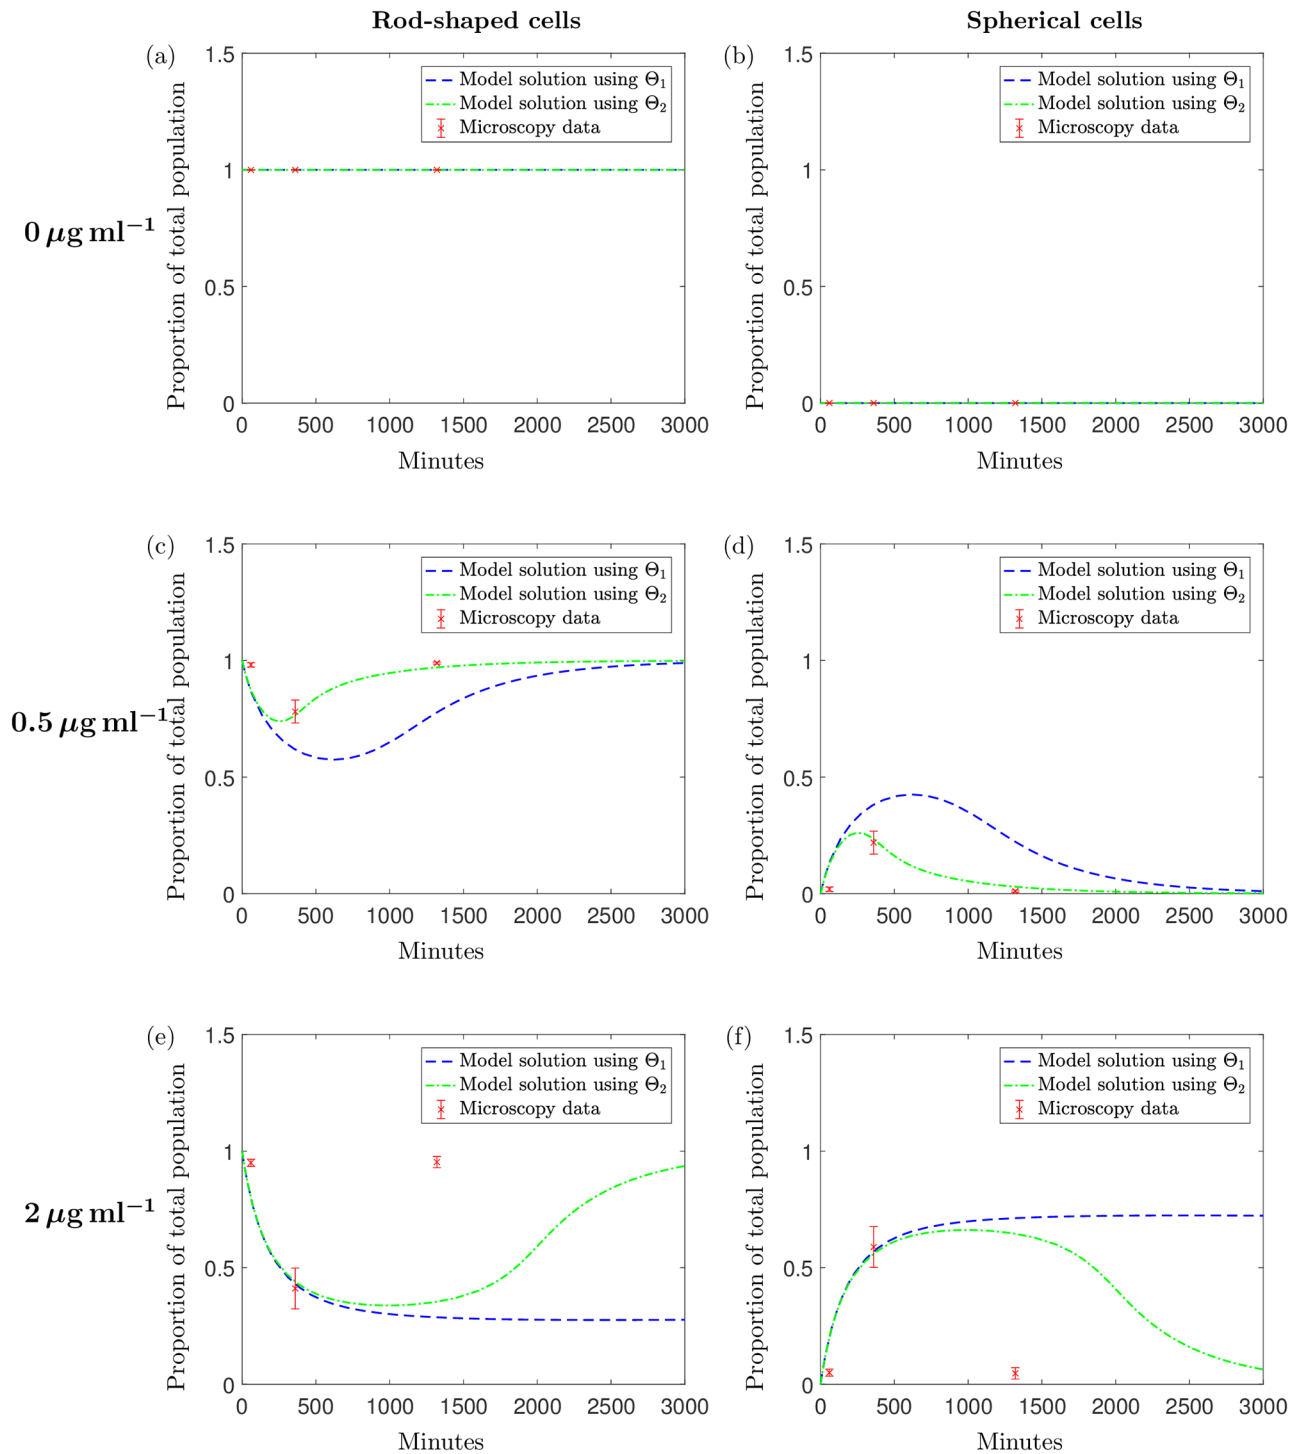 Rod-shaped cells
Spherical cells
0 μg ml⁻¹
(a)
Proportion of total population
1.5
1
0.5
0
Model solution using Θ₁
Model solution using Θ₂
Microscopy data
0 500 1000 1500 2000 2500 3000
Minutes
(b)
Proportion of total population
1.5
1
0.5
0
Model solution using Θ₁
Model solution using Θ₂
Microscopy data
0 500 1000 1500 2000 2500 3000
Minutes
0.5 μg ml⁻¹
(c)
Proportion of total population
1.5
1
0.5
0
Model solution using Θ₁
Model solution using Θ₂
Microscopy data
0 500 1000 1500 2000 2500 3000
Minutes
(d)
Proportion of total population
1.5
1
0.5
0
Model solution using Θ₁
Model solution using Θ₂
Microscopy data
0 500 1000 1500 2000 2500 3000
Minutes
2 μg ml⁻¹
(e)
Proportion of total population
1.5
1
0.5
0
Model solution using Θ₁
Model solution using Θ₂
Microscopy data
0 500 1000 1500 2000 2500 3000
Minutes
(f)
Proportion of total population
1.5
1
0.5
0
Model solution using Θ₁
Model solution using Θ₂
Microscopy data
0 500 1000 1500 2000 2500 3000
Minutes